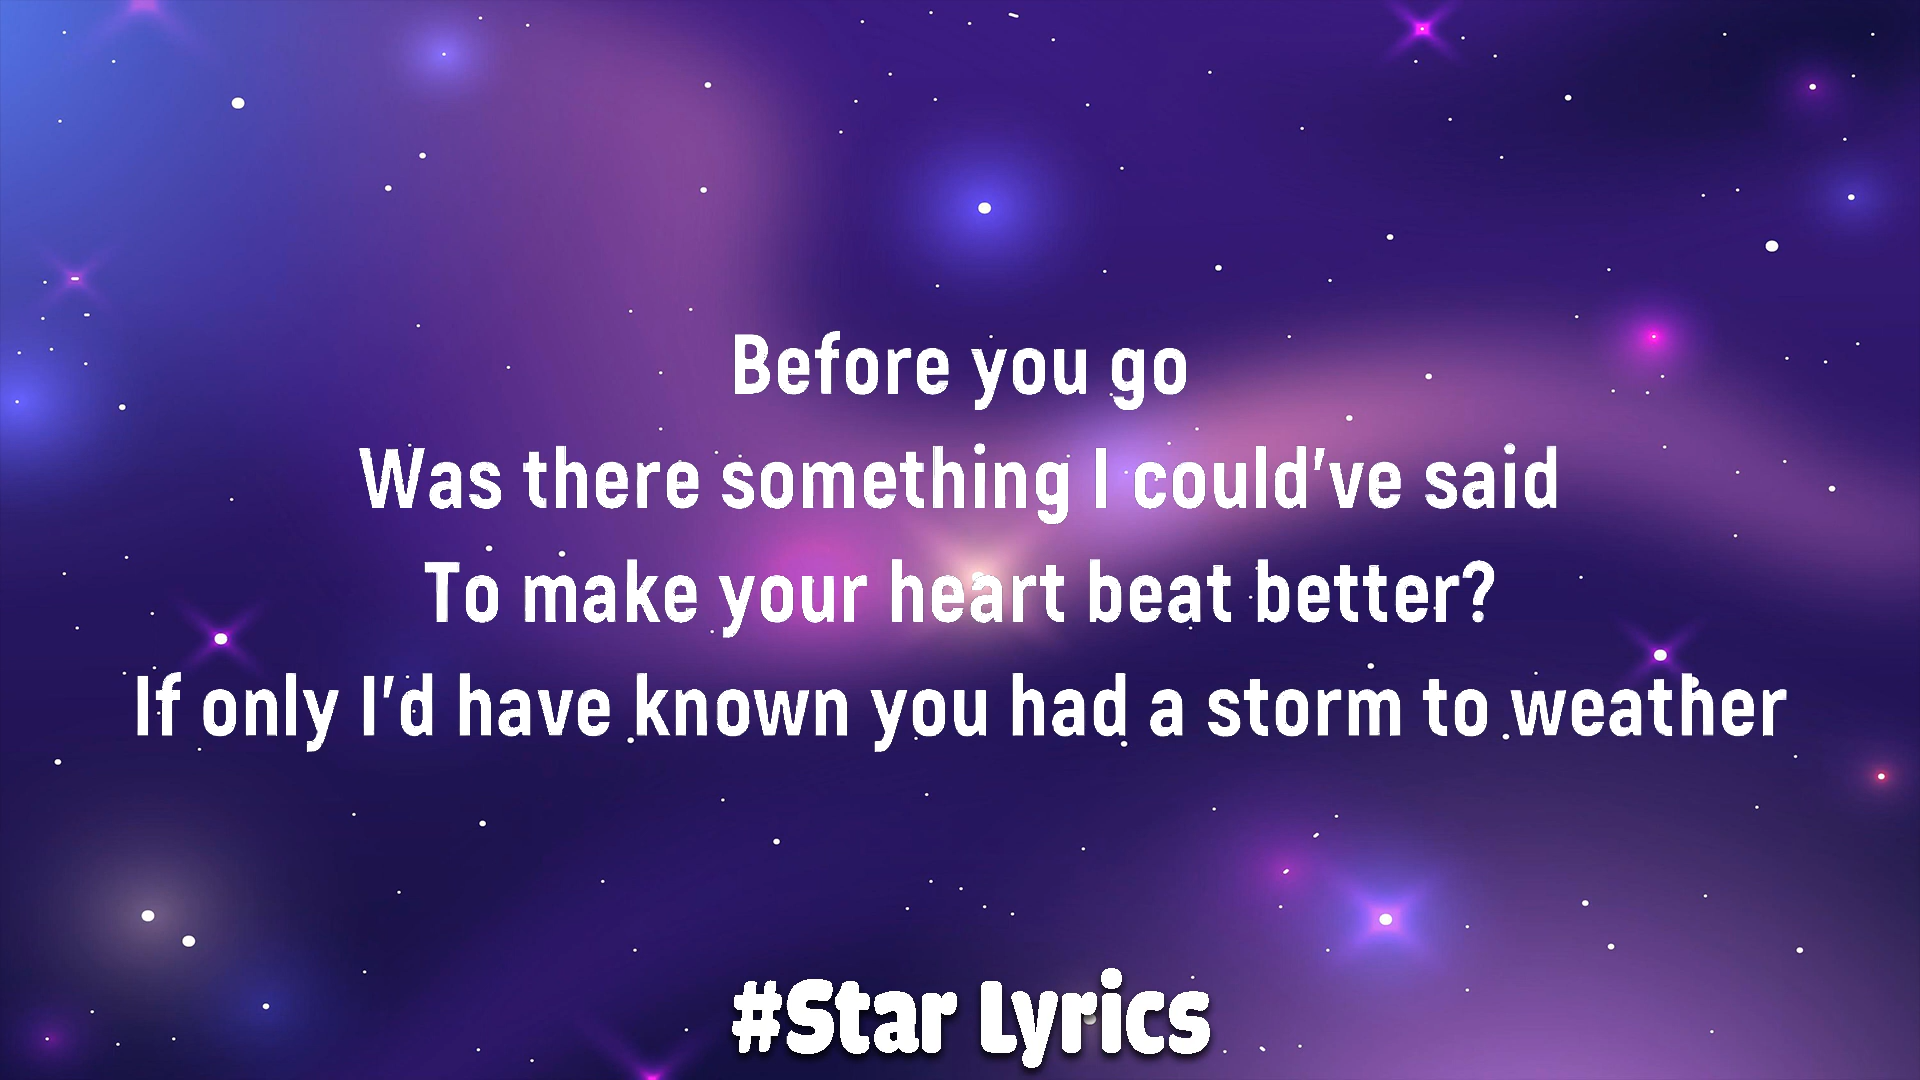 Before you go
Was there something I could've said
To make your heart beat better?
If only I'd have known you had a storm to weather
#Star Lyrics